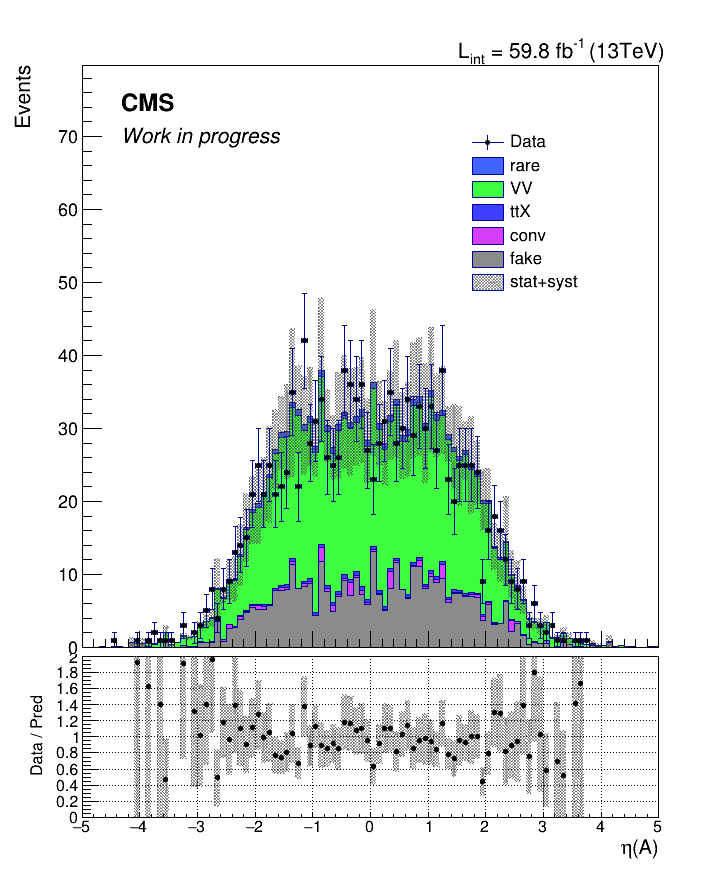 L_int = 59.8 fb^-1 (13TeV)
Events
CMS
Work in progress
Data
rare
VV
ttX
conv
fake
stat+syst
70
60
50
40
30
20
10
0
Data / Pred
2
1.8
1.6
1.4
1.2
1
0.8
0.6
0.4
0.2
0
−5 −4 −3 −2 −1 0 1 2 3 4 5
η(A)